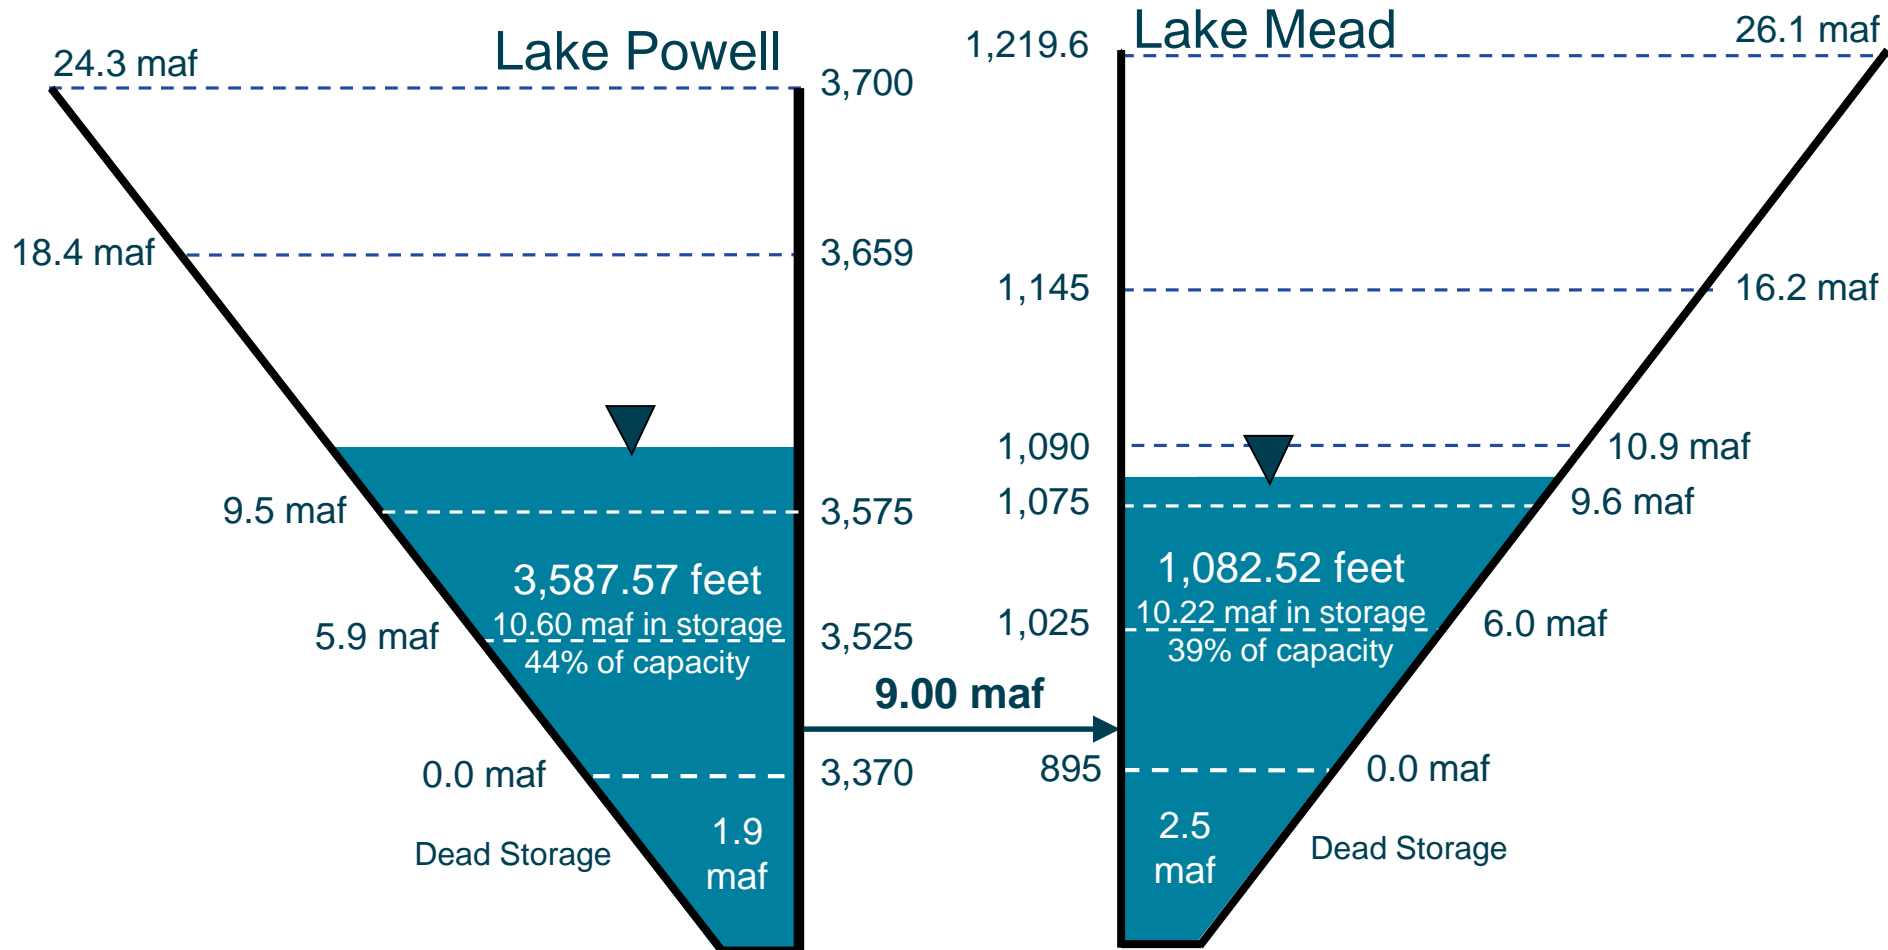 Lake Powell
24.3 maf
3,700
18.4 maf
3,659
9.5 maf
3,575
3,587.57 feet
10.60 maf in storage
5.9 maf
3,525
44% of capacity
9.00 maf
0.0 maf
3,370
1.9
maf
Dead Storage
Lake Mead
1,219.6
26.1 maf
1,145
16.2 maf
1,090
10.9 maf
1,075
9.6 maf
1,082.52 feet
10.22 maf in storage
1,025
6.0 maf
39% of capacity
895
0.0 maf
2.5
maf
Dead Storage